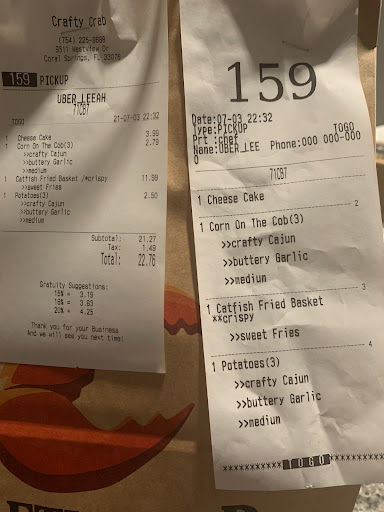 Crafty Crab
(754) 225-9668
9511 Westview Dr
Coral Springs, FL 33076
159 PICKUP
UBER LEEAH
71CB7
TOGO 21-07-03 22:32
1 Cheese Cake 3.99
1 Corn On The Cob(3) 2.79
>>crafty Cajun
>>buttery Garlic
>>medium
1 Catfish Fried Basket /*crispy 11.99
>>sweet Fries
1 Potatoes(3) 2.50
>>crafty Cajun
>>buttery Garlic
>>medium
Subtotal: 21.27
Tax: 1.49
Total: 22.76
Gratuity Suggestions:
15% = 3.19
18% = 3.83
20% = 4.25
Thank you for your Business
And we will see you next time!
159
Date:07-03 22:32
Type:PICKUP TOGO
Prt :chef
Name:UBER LEE Phone:000 000-000
0
71CB7
1 Cheese Cake
2
1 Corn On The Cob(3)
>>crafty Cajun
>>buttery Garlic
>>medium
3
1 Catfish Fried Basket
**crispy
>>sweet Fries
4
1 Potatoes(3)
>>crafty Cajun
>>buttery Garlic
>>medium
***********TOGO***********